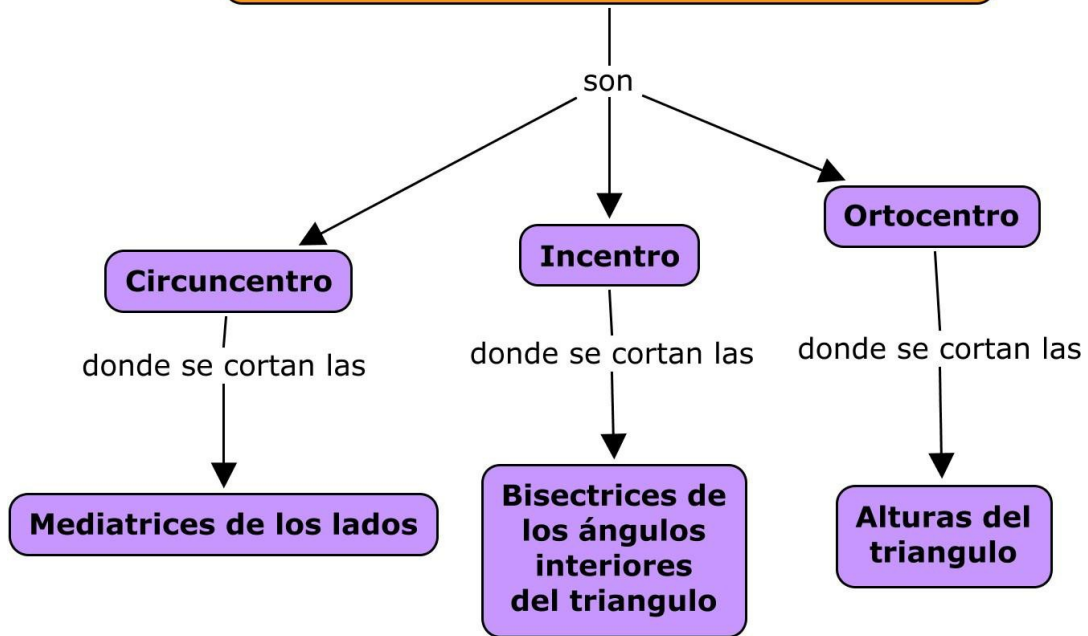 son
Circuncentro
Incentro
Ortocentro
donde se cortan las
donde se cortan las
donde se cortan las
Mediatrices de los lados
Bisectrices de
los ángulos
interiores
del triangulo
Alturas del
triangulo